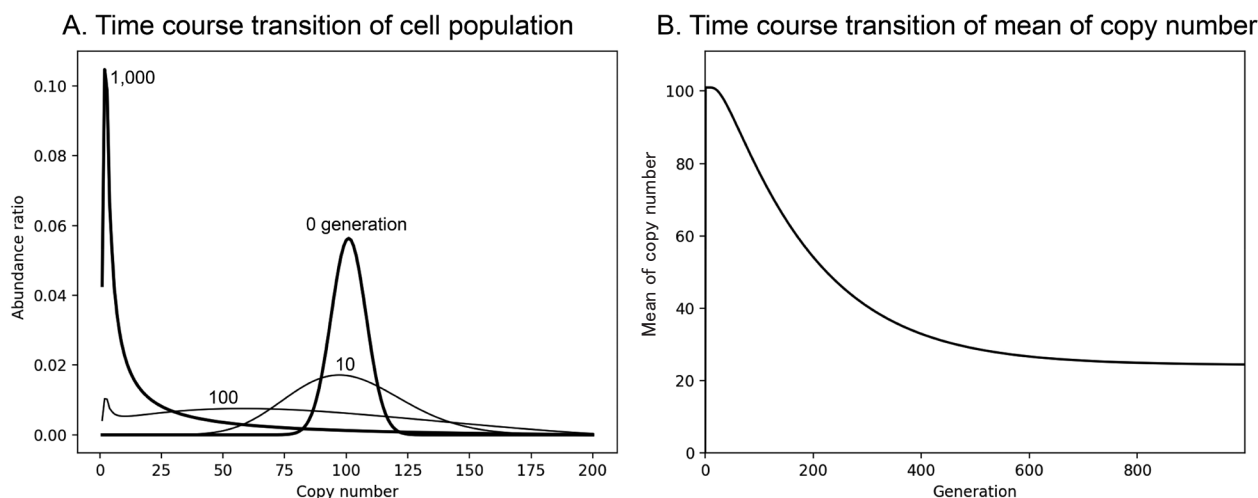 A. Time course transition of cell population
Abundance ratio
0.10
0.08
0.06
0.04
0.02
0.00
1,000
0 generation
10
100
0 25 50 75 100 125 150 175 200
Copy number
B. Time course transition of mean of copy number
Mean of copy number
100
80
60
40
20
0
0 200 400 600 800
Generation